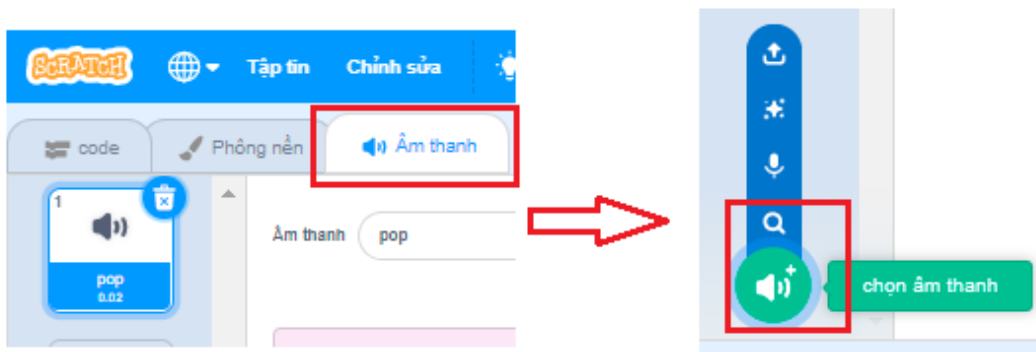 SCRATCH Tập tin Chỉnh sửa
code Phông nền Âm thanh
1
pop
0.02
Âm thanh pop
chọn âm thanh